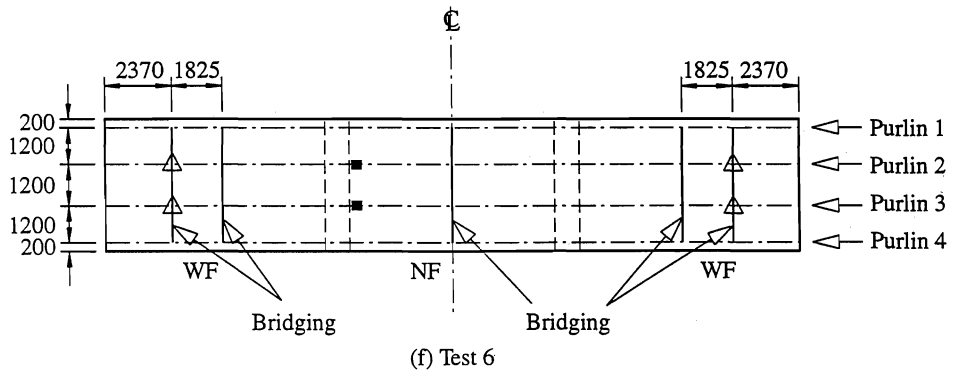 ℄
2370 1825 1825 2370
200 Purlin 1
1200 Purlin 2
1200 Purlin 3
1200 Purlin 4
200
WF NF WF
Bridging Bridging
(f) Test 6